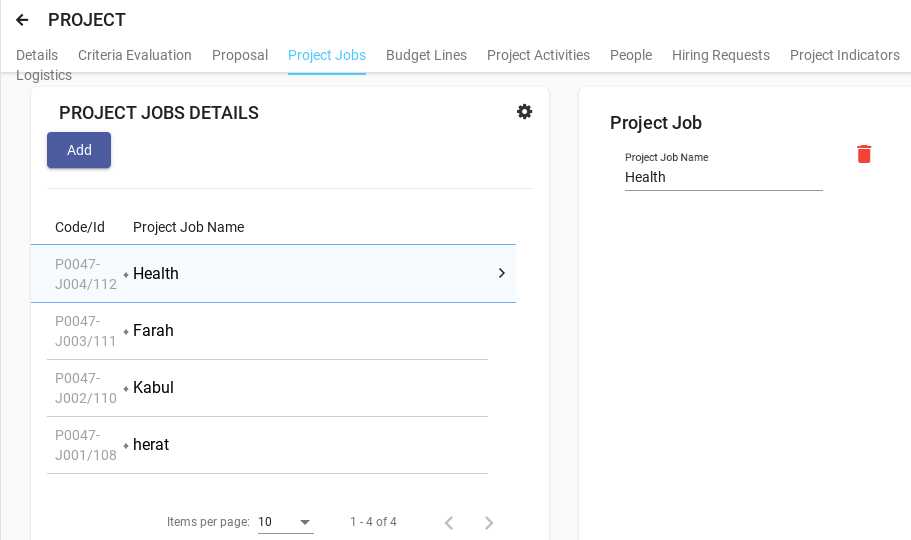 PROJECT
Details Criteria Evaluation Proposal Project Jobs Budget Lines Project Activities People Hiring Requests Project Indicators
Logistics
PROJECT JOBS DETAILS
Add
Code/Id Project Job Name
P0047-
J004/112 Health
P0047-
J003/111 Farah
P0047-
J002/110 Kabul
P0047-
J001/108 herat
Items per page: 10 1 - 4 of 4
Project Job
Project Job Name
Health